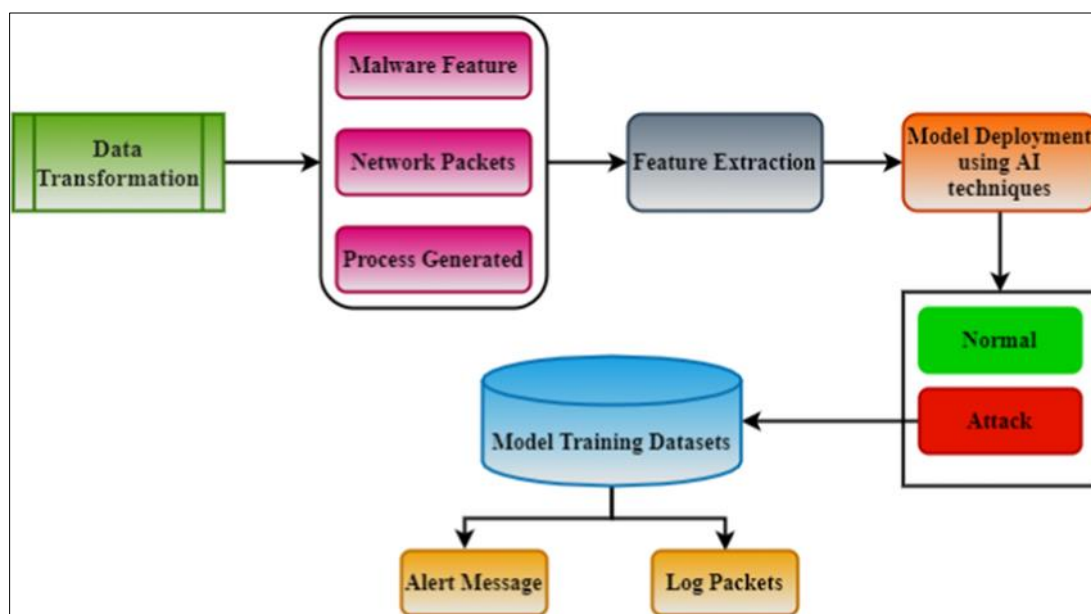 Malware Feature
Data
Transformation
Network Packets
Process Generated
Feature Extraction
Model Deployment
using AI
techniques
Normal
Attack
Model Training Datasets
Alert Message
Log Packets